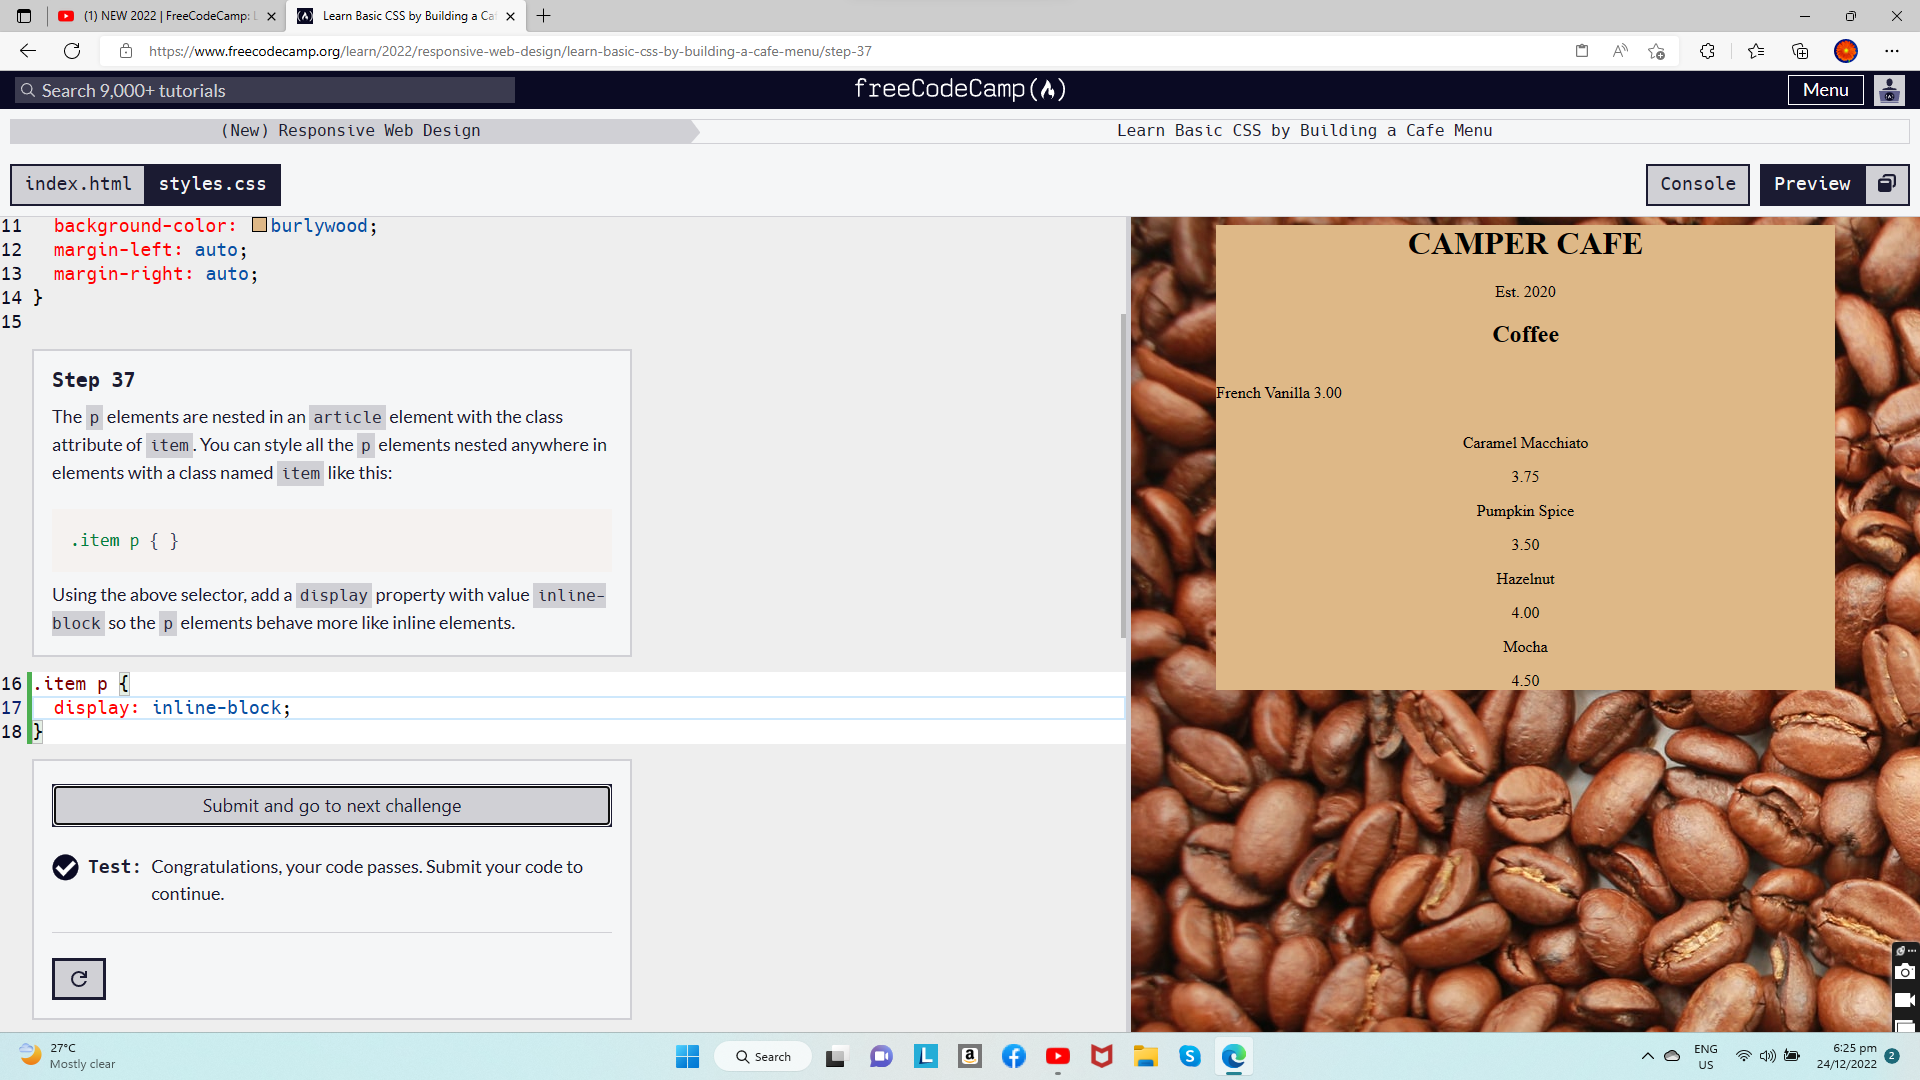 (1) NEW 2022 | FreeCodeCamp:
Learn Basic CSS by Building a Caf
https://www.freecodecamp.org/learn/2022/responsive-web-design/learn-basic-css-by-building-a-cafe-menu/step-37
Search 9,000+ tutorials
freeCodeCamp
Menu
(New) Responsive Web Design
Learn Basic CSS by Building a Cafe Menu
index.html
styles.css
Console
Preview
11 background-color: burlywood;
12 margin-left: auto;
13 margin-right: auto;
14 }
15
Step 37
The p elements are nested in an article element with the class
attribute of item. You can style all the p elements nested anywhere in
elements with a class named item like this:
.item p { }
Using the above selector, add a display property with value inline-
block so the p elements behave more like inline elements.
16 .item p {
17 display: inline-block;
18 }
Submit and go to next challenge
Test: Congratulations, your code passes. Submit your code to
continue.
CAMPER CAFE
Est. 2020
Coffee
French Vanilla 3.00
Caramel Macchiato
3.75
Pumpkin Spice
3.50
Hazelnut
4.00
Mocha
4.50
27°C
Mostly clear
Search
L
a
S
ENG
US
6:25 pm
24/12/2022
2